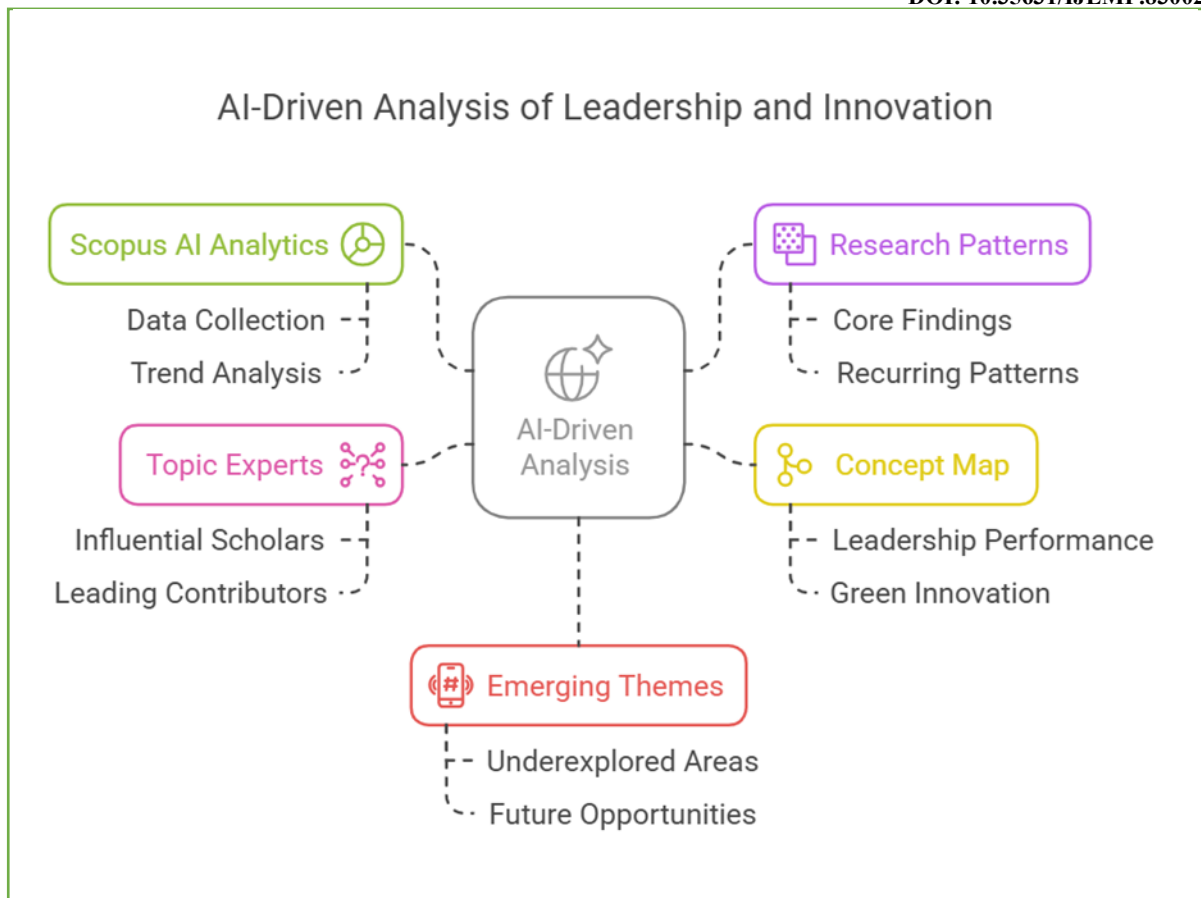 AI-Driven Analysis of Leadership and Innovation
Scopus AI Analytics
Data Collection
Trend Analysis
Topic Experts
Influential Scholars
Leading Contributors
AI-Driven
Analysis
Research Patterns
Core Findings
Recurring Patterns
Concept Map
Leadership Performance
Green Innovation
Emerging Themes
Underexplored Areas
Future Opportunities